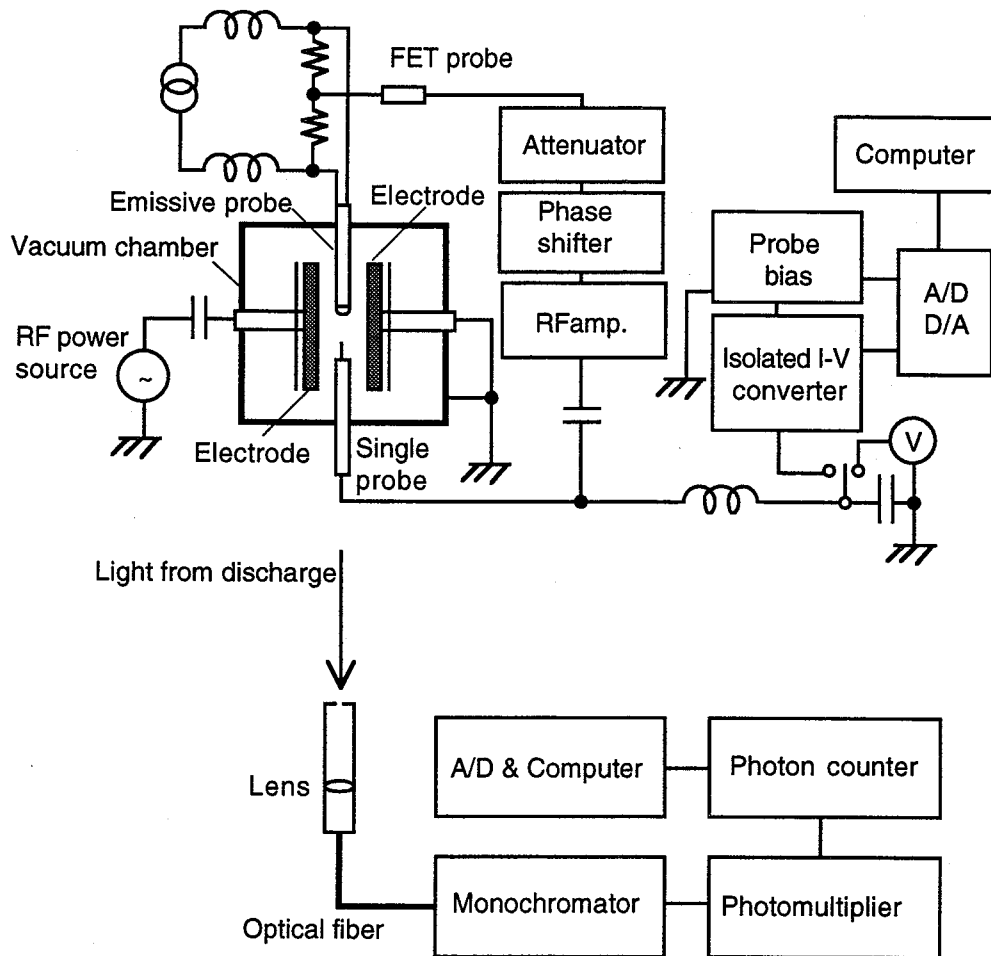 FET probe
Attenuator
Computer
Emissive probe
Electrode
Phase
shifter
Vacuum chamber
Probe
bias
A/D
D/A
RF power
source
~
RFamp.
Isolated I-V
converter
Electrode
Single
probe
V
Light from discharge
Lens
A/D & Computer
Photon counter
Optical fiber
Monochromator
Photomultiplier